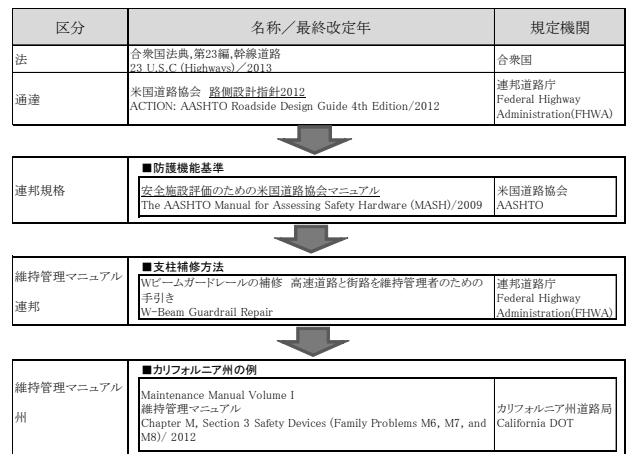 区分
名称／最終改定年
規定機関
法
合衆国法典,第23編,幹線道路
23 U.S.C (Highways)／2013
合衆国
通達
米国道路協会 路側設計指針2012
ACTION: AASHTO Roadside Design Guide 4th Edition/2012
連邦道路庁
Federal Highway
Administration(FHWA)
連邦規格
■防護機能基準
安全施設評価のための米国道路協会マニュアル
The AASHTO Manual for Assessing Safety Hardware (MASH)/2009
米国道路協会
AASHTO
維持管理マニュアル
連邦
■支柱補修方法
Wビームガードレールの補修 高速道路と街路を維持管理者のための
手引き
W-Beam Guardrail Repair
連邦道路庁
Federal Highway
Administration(FHWA)
維持管理マニュアル
州
■カリフォルニア州の例
Maintenance Manual Volume I
維持管理マニュアル
Chapter M, Section 3 Safety Devices (Family Problems M6, M7, and
M8)/ 2012
カリフォルニア州道路局
California DOT